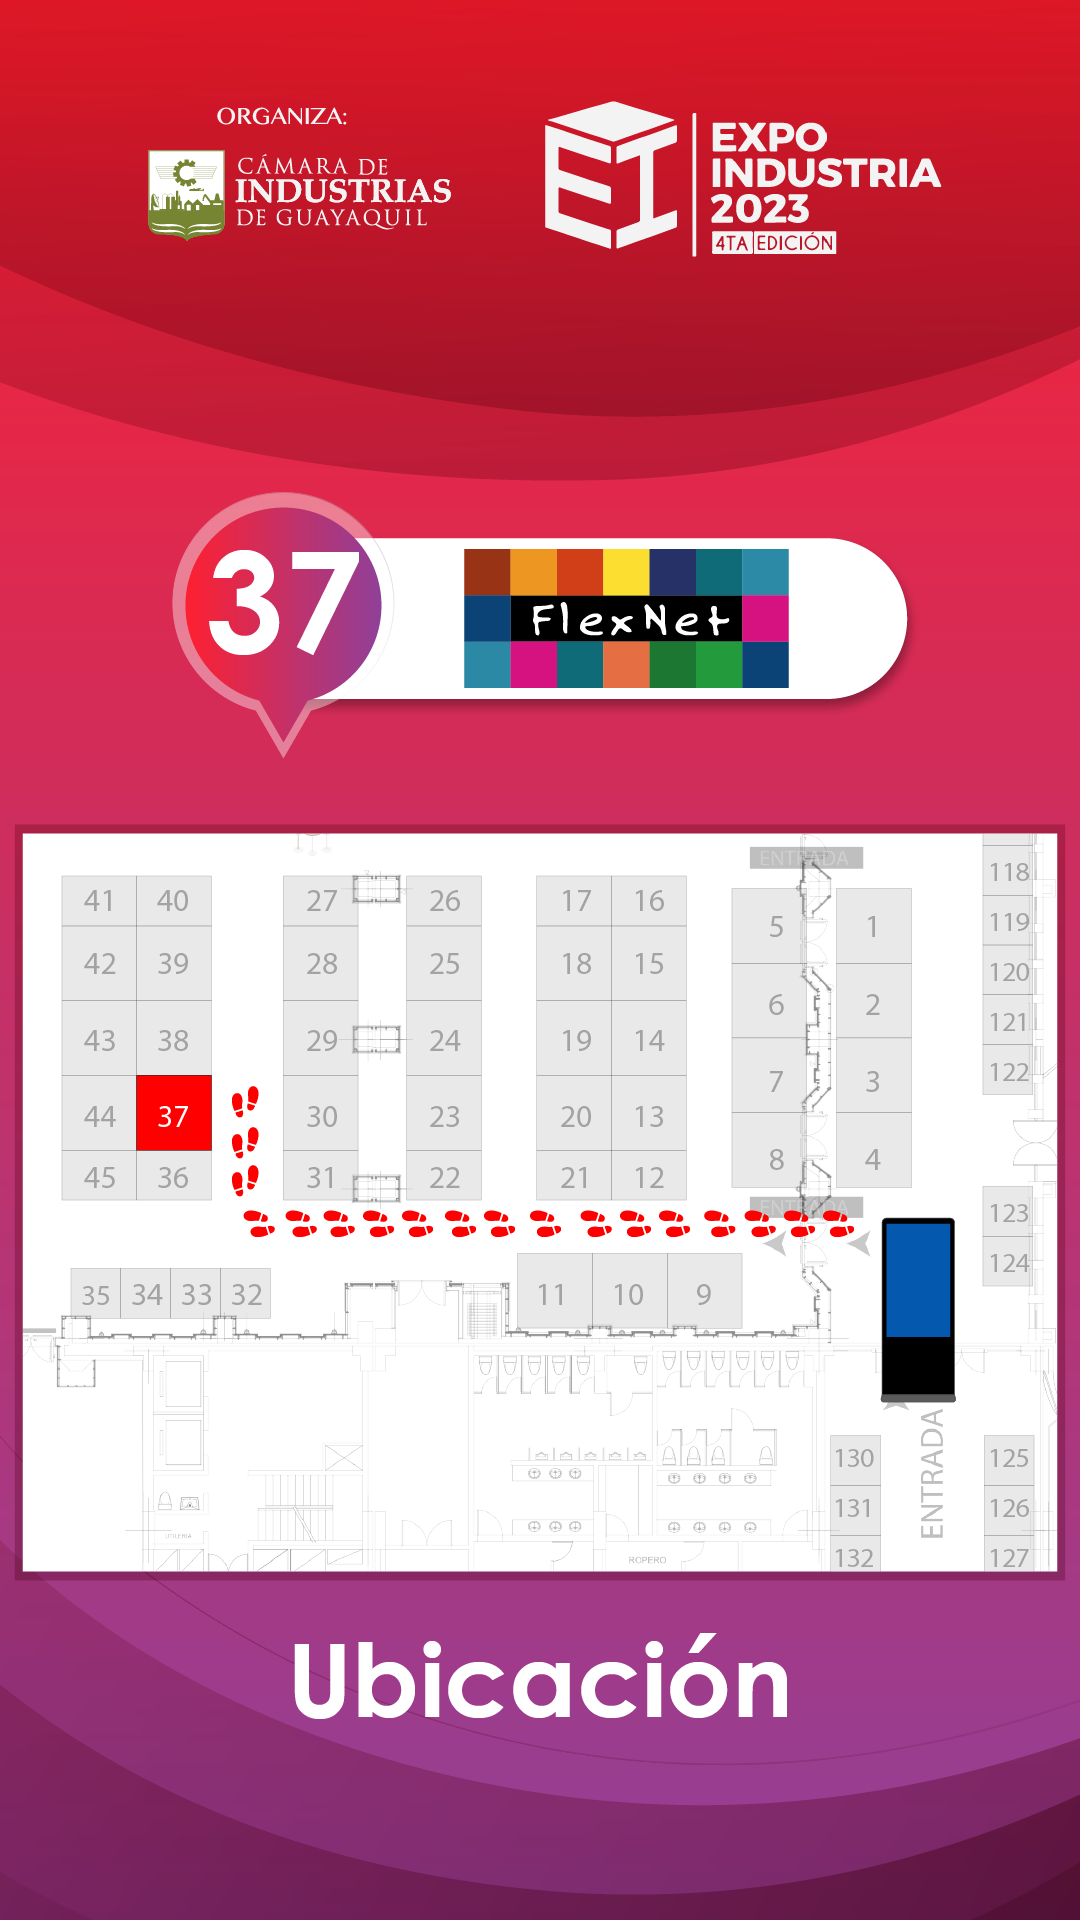 ORGANIZA:
CÁMARA DE
INDUSTRIAS
DE GUAYAQUIL
EXPO
INDUSTRIA
2023
4TA EDICIÓN
37
FlexNet
ENTRADA
41 40 27 26 17 16 5 1 118
119
42 39 28 25 18 15 6 2 120
43 38 29 24 19 14 7 3 121
122
44 37 30 23 20 13 8 4
45 36 31 22 21 12
ENTRADA
123
124
35 34 33 32 11 10 9
ENTRADA
130 125
131 126
132 127
UTILERIA
ROPERO
Ubicación